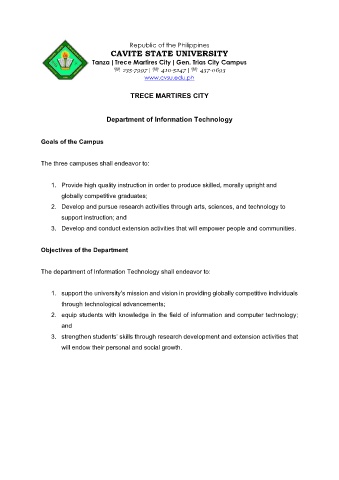 Republic of the Philippines
CAVITE STATE UNIVERSITY
Tanza | Trece Martires City | Gen. Trias City Campus
☏ 235-7997 | ☏ 410-5247 | ☏ 437-0693
www.cvsu.edu.ph
TRECE MARTIRES CITY
Department of Information Technology
Goals of the Campus
The three campuses shall endeavor to:
1. Provide high quality instruction in order to produce skilled, morally upright and
globally competitive graduates;
2. Develop and pursue research activities through arts, sciences, and technology to
support instruction; and
3. Develop and conduct extension activities that will empower people and communities.
Objectives of the Department
The department of Information Technology shall endeavor to:
1. support the university's mission and vision in providing globally competitive individuals
through technological advancements;
2. equip students with knowledge in the field of information and computer technology;
and
3. strengthen students' skills through research development and extension activities that
will endow their personal and social growth.